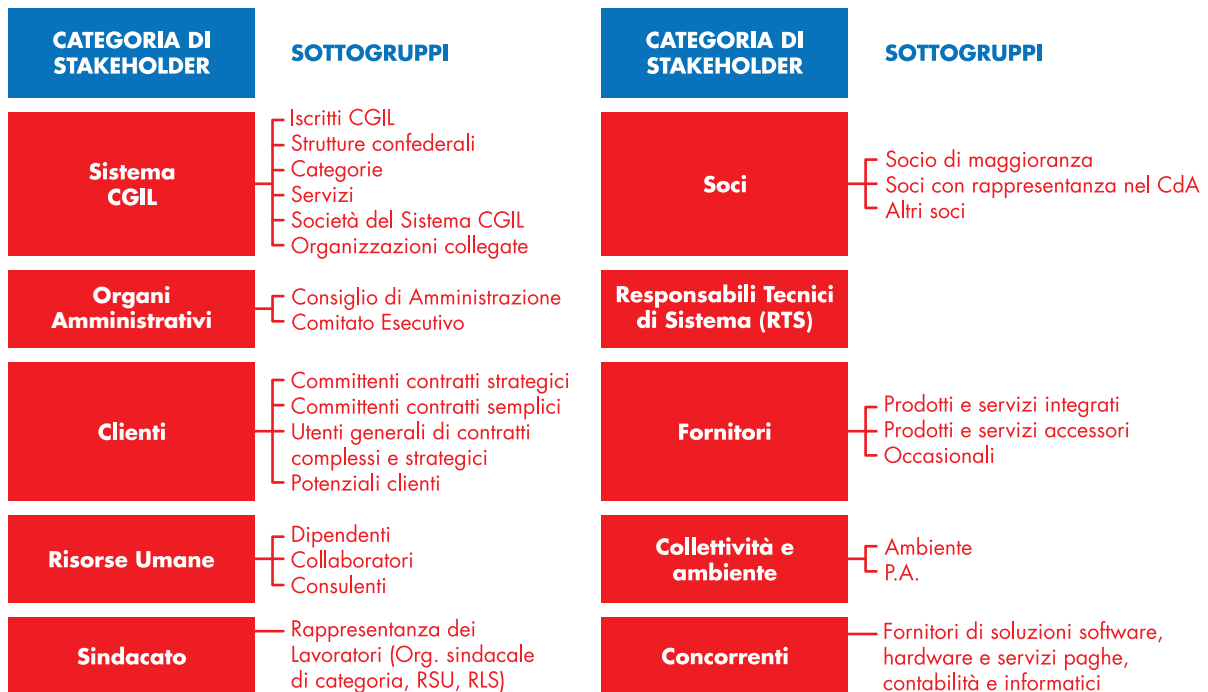 CATEGORIA DI
STAKEHOLDER
SOTTOGRUPPI
Sistema
CGIL
Iscritti CGIL
Strutture confederali
Categorie
Servizi
Società del Sistema CGIL
Organizzazioni collegate
Organi
Amministrativi
Consiglio di Amministrazione
Comitato Esecutivo
Clienti
Committenti contratti strategici
Committenti contratti semplici
Utenti generali di contratti
complessi e strategici
Potenziali clienti
Risorse Umane
Dipendenti
Collaboratori
Consulenti
Sindacato
Rappresentanza dei
Lavoratori (Org. sindacale
di categoria, RSU, RLS)
CATEGORIA DI
STAKEHOLDER
SOTTOGRUPPI
Soci
Socio di maggioranza
Soci con rappresentanza nel CdA
Altri soci
Responsabili Tecnici
di Sistema (RTS)
Fornitori
Prodotti e servizi integrati
Prodotti e servizi accessori
Occasionali
Collettività e
ambiente
Ambiente
P.A.
Concorrenti
Fornitori di soluzioni software,
hardware e servizi paghe,
contabilità e informatici